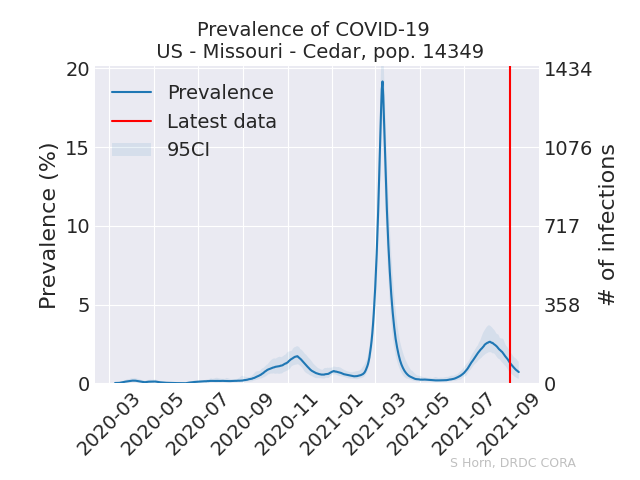 Prevalence of COVID-19
US - Missouri - Cedar, pop. 14349
Prevalence
Latest data
95CI
Prevalence (%)
20
15
10
5
0
1434
1076
717
358
0
# of infections
2020-03
2020-05
2020-07
2020-09
2020-11
2021-01
2021-03
2021-05
2021-07
2021-09
S Horn, DRDC CORA